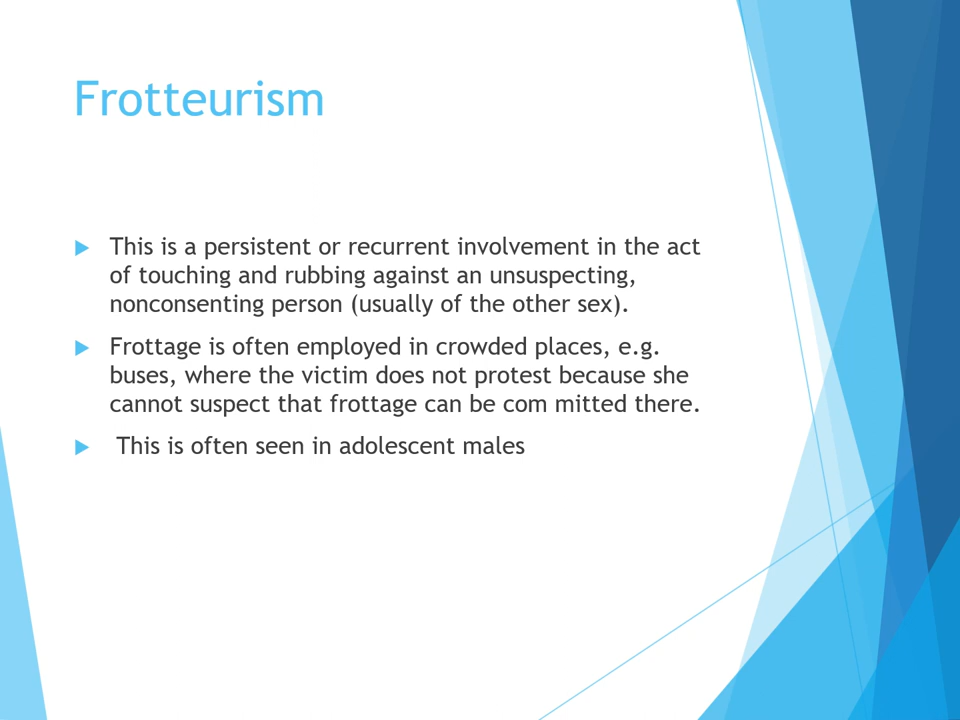 Frotteurism
This is a persistent or recurrent involvement in the act
of touching and rubbing against an unsuspecting,
nonconsenting person (usually of the other sex).
Frottage is often employed in crowded places, e.g.
buses, where the victim does not protest because she
cannot suspect that frottage can be com mitted there.
This is often seen in adolescent males